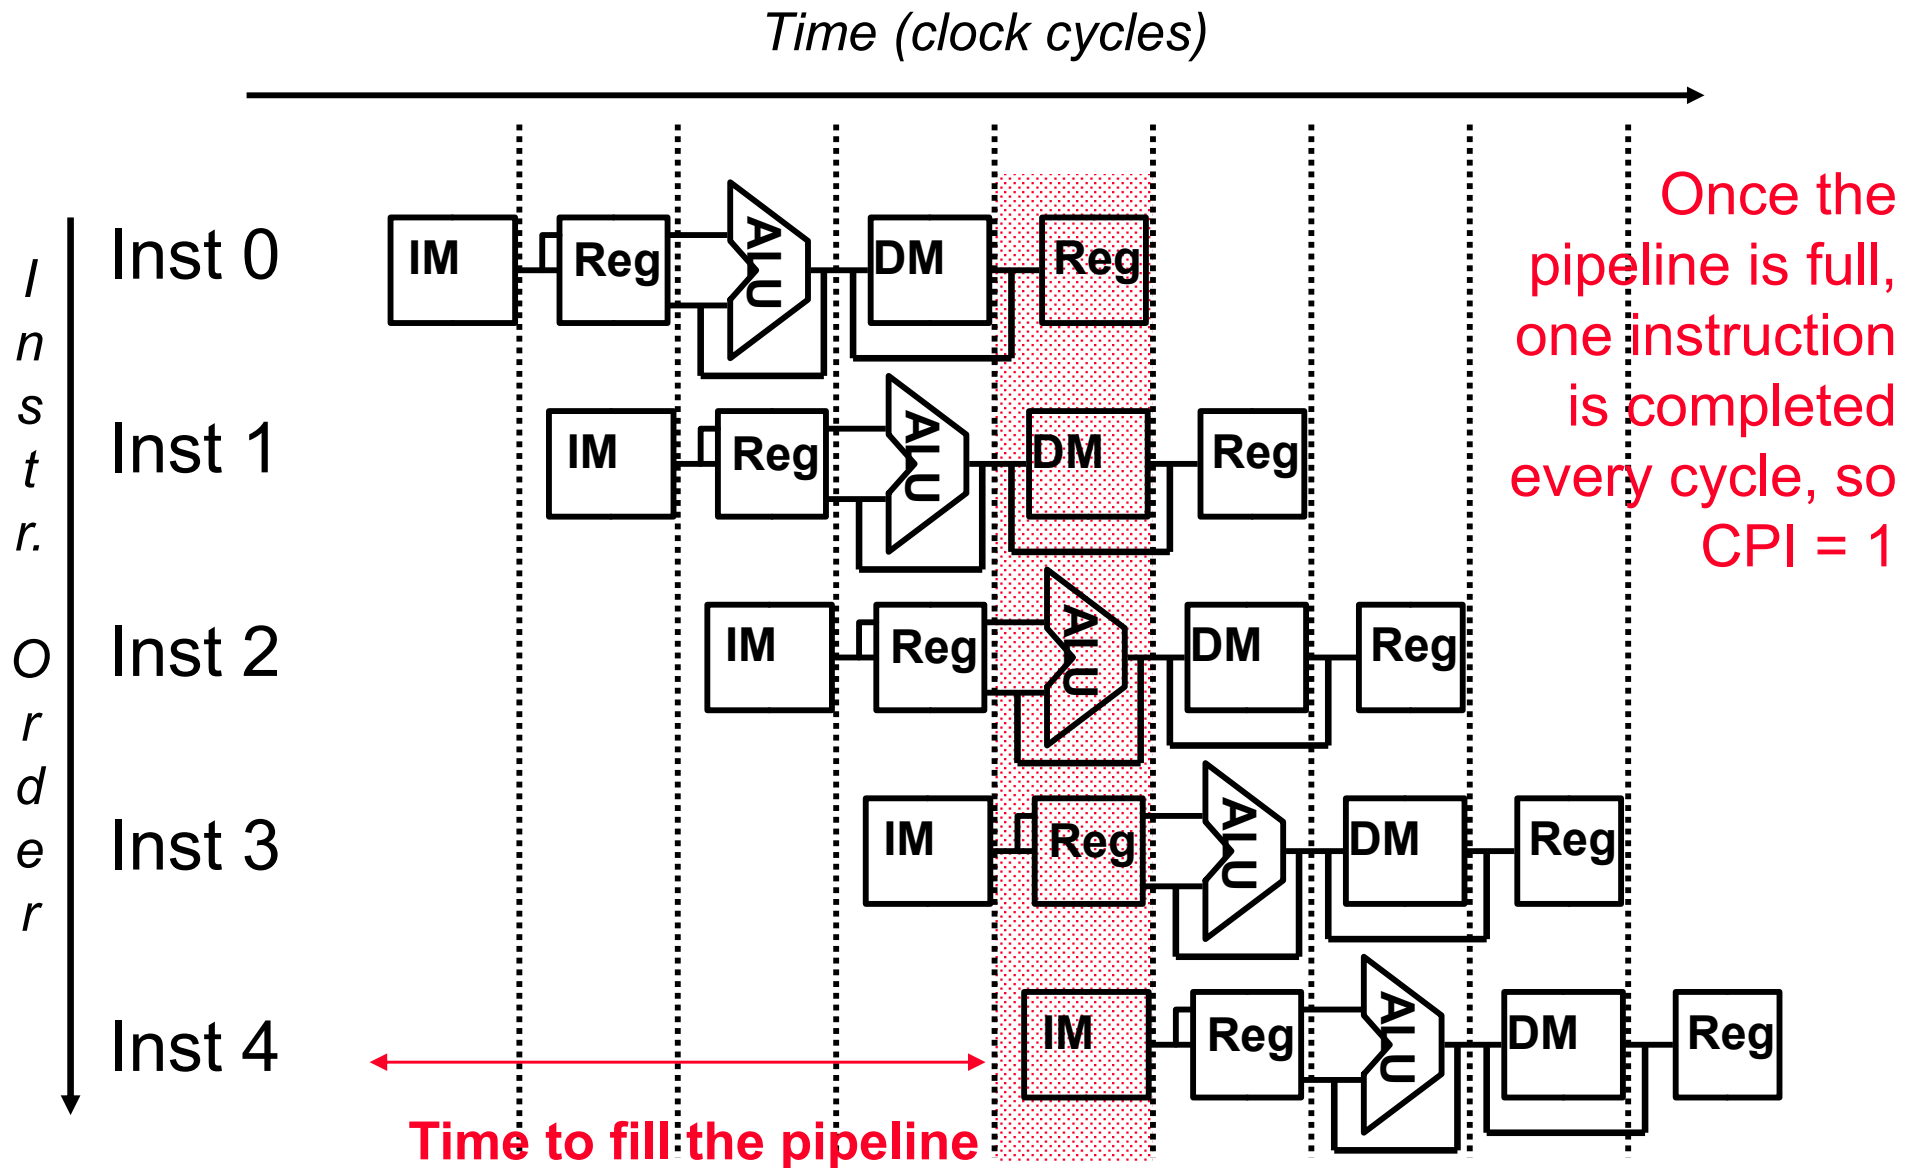 Time (clock cycles)
Instr. Order
Inst 0
IM
Reg
ALU
DM
Reg
Once the
pipeline is full,
one instruction
is completed
every cycle, so
CPI = 1
Inst 1
IM
Reg
ALU
DM
Reg
Inst 2
IM
Reg
ALU
DM
Reg
Inst 3
IM
Reg
ALU
DM
Reg
Inst 4
IM
Reg
ALU
DM
Reg
Time to fill the pipeline